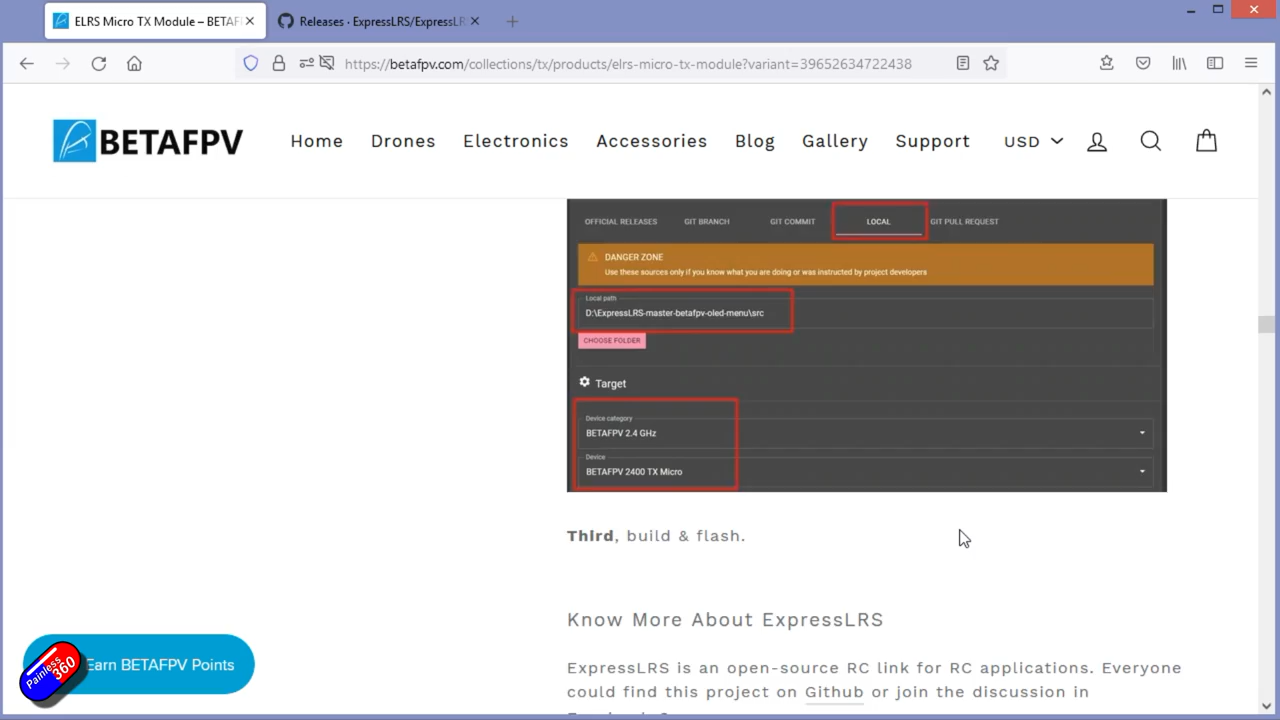 ELRS Micro TX Module – BETAF
Releases · ExpressLRS/ExpressLR
https://betafpv.com/collections/tx/products/elrs-micro-tx-module?variant=39652634722438
BETAFPV
Home Drones Electronics Accessories Blog Gallery Support USD
OFFICIAL RELEASES GIT BRANCH GIT COMMIT LOCAL GIT PULL REQUEST
DANGER ZONE
Use these sources only if you know what you are doing or was instructed by project developers
Local path
D:\ExpressLRS-master-betafpv-oled-menu\src
CHOOSE FOLDER
Target
Device category
BETAFPV 2.4 GHz
Device
BETAFPV 2400 TX Micro
Third, build & flash.
Know More About ExpressLRS
ExpressLRS is an open-source RC link for RC applications. Everyone
could find this project on Github or join the discussion in
Earn BETAFPV Points
Painless360